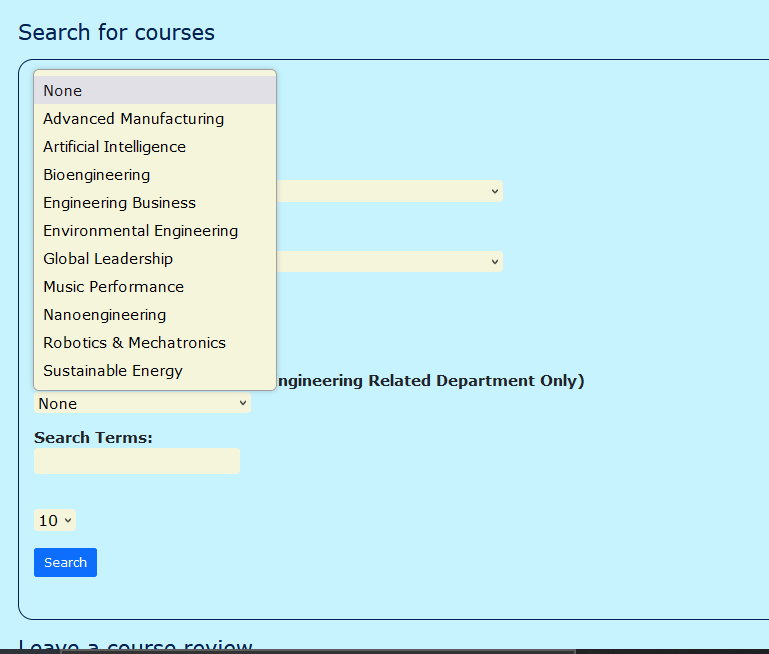 Search for courses
None
Advanced Manufacturing
Artificial Intelligence
Bioengineering
Engineering Business
Environmental Engineering
Global Leadership
Music Performance
Nanoengineering
Robotics & Mechatronics
Sustainable Energy
ngineering Related Department Only)
None
Search Terms:
10
Search
Leave a course review